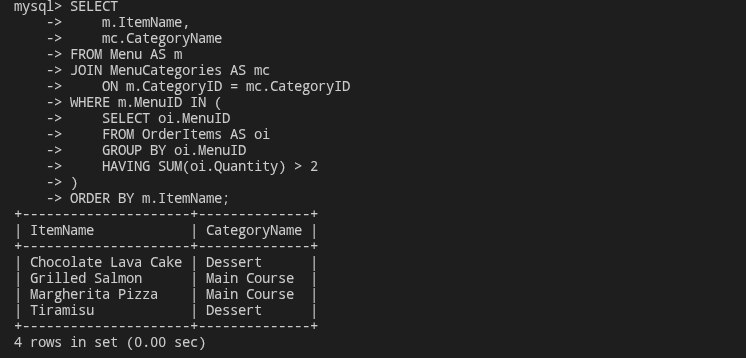 mysql> SELECT
    ->     m.ItemName,
    ->     mc.CategoryName
    -> FROM Menu AS m
    -> JOIN MenuCategories AS mc
    ->     ON m.CategoryID = mc.CategoryID
    -> WHERE m.MenuID IN (
    ->     SELECT oi.MenuID
    ->     FROM OrderItems AS oi
    ->     GROUP BY oi.MenuID
    ->     HAVING SUM(oi.Quantity) > 2
    -> )
    -> ORDER BY m.ItemName;
+---------------------+--------------+
| ItemName            | CategoryName |
+---------------------+--------------+
| Chocolate Lava Cake | Dessert      |
| Grilled Salmon      | Main Course  |
| Margherita Pizza    | Main Course  |
| Tiramisu            | Dessert      |
+---------------------+--------------+
4 rows in set (0.00 sec)